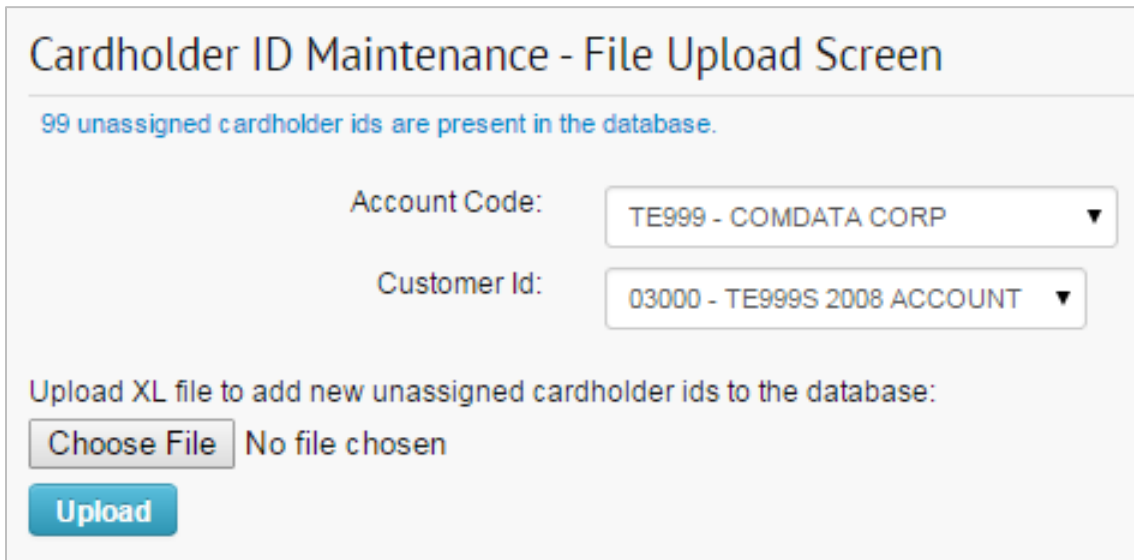 Cardholder ID Maintenance - File Upload Screen
99 unassigned cardholder ids are present in the database.
Account Code: TE999 - COMDATA CORP
Customer Id: 03000 - TE999S 2008 ACCOUNT
Upload XL file to add new unassigned cardholder ids to the database:
Choose File No file chosen
Upload